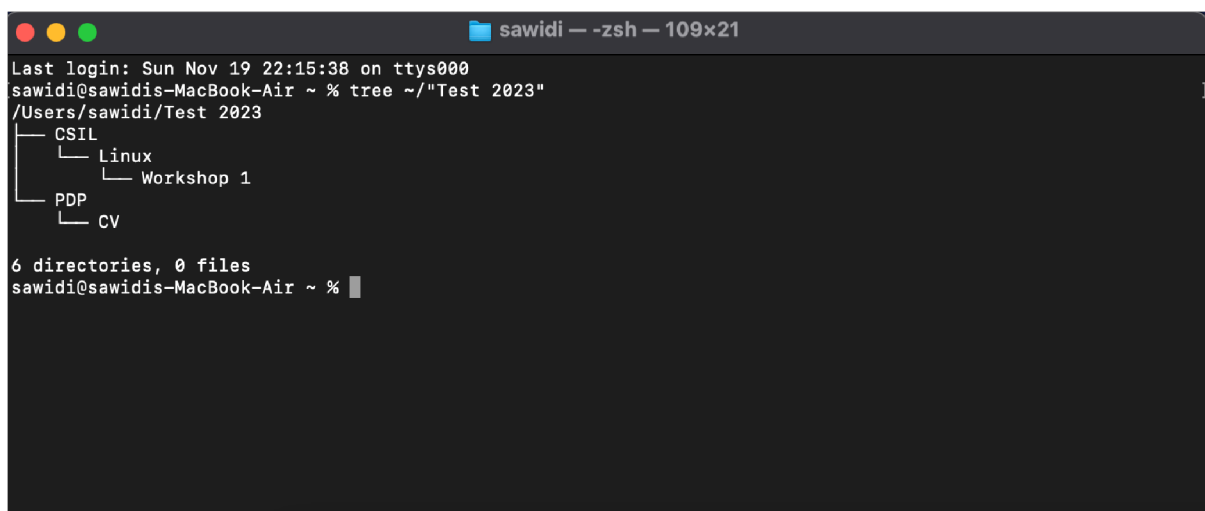 sawidi — -zsh — 109×21
Last login: Sun Nov 19 22:15:38 on ttys000
[sawidi@sawidis-MacBook-Air ~ % tree ~/"Test 2023"                                                            ]
/Users/sawidi/Test 2023
├── CSIL
│   └── Linux
│       └── Workshop 1
└── PDP
    └── CV
6 directories, 0 files
sawidi@sawidis-MacBook-Air ~ %